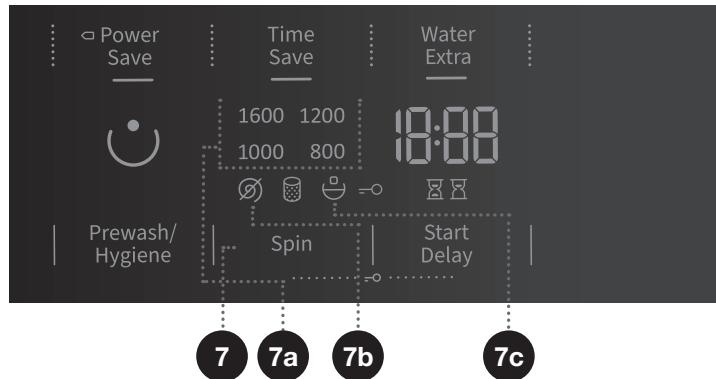 Power
Save
Time
Save
Water
Extra
1600 1200
1000 800
18:88
Prewash/
Hygiene
Spin
Start
Delay
7
7a
7b
7c